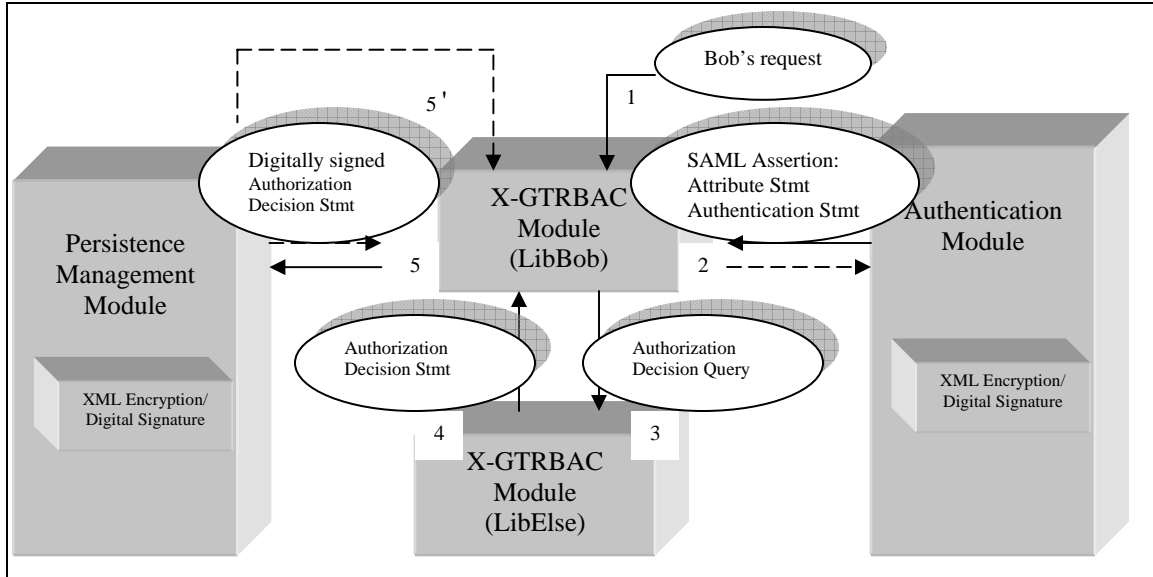 Bob's request
1
5 '
Digitally signed
Authorization
Decision Stmt
SAML Assertion:
Attribute Stmt
Authentication Stmt
X-GTRBAC
Module
(LibBob)
Persistence
Management
Module
Authentication
Module
5
2
Authorization
Decision Stmt
Authorization
Decision Query
XML Encryption/
Digital Signature
XML Encryption/
Digital Signature
4
3
X-GTRBAC
Module
(LibElse)